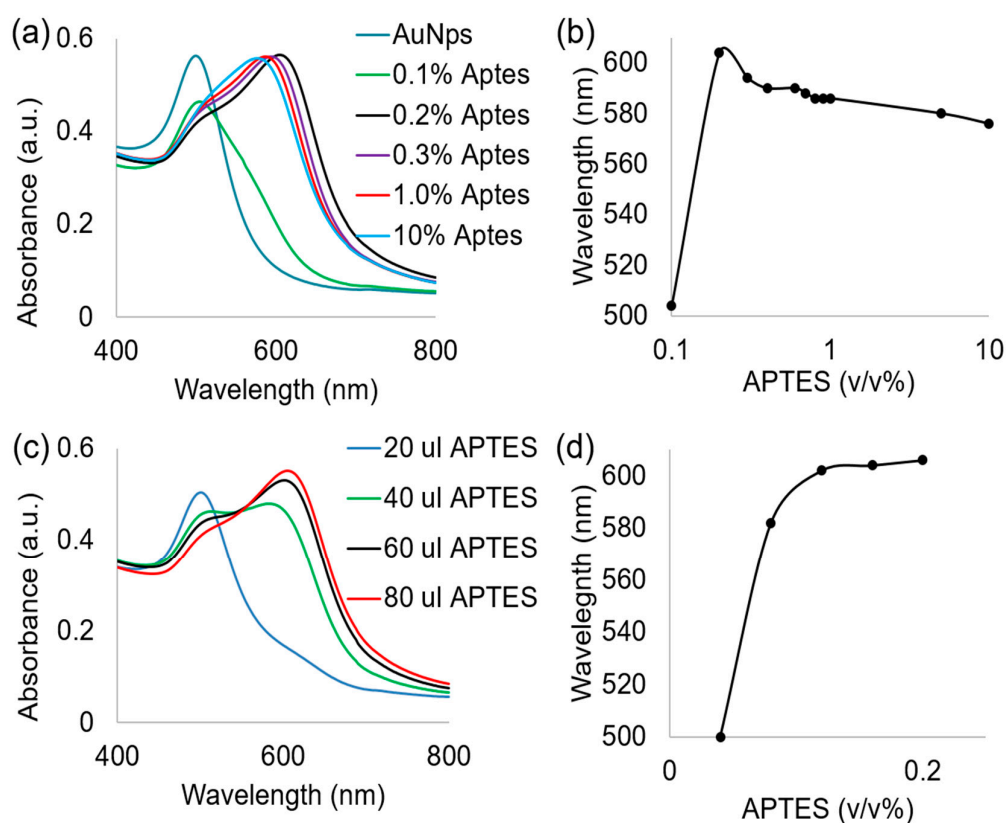 (a)
0.6
0.4
0.2
0
Absorbance (a.u.)
400
600
800
Wavelength (nm)
AuNps
0.1% Aptes
0.2% Aptes
0.3% Aptes
1.0% Aptes
10% Aptes
(b)
600
580
560
540
520
500
Wavelength (nm)
0.1
1
10
APTES (v/v%)
(c)
0.6
0.4
0.2
0
Absorbance (a.u.)
400
600
800
Wavelength (nm)
20 ul APTES
40 ul APTES
60 ul APTES
80 ul APTES
(d)
600
580
560
540
520
500
Wavelegnth (nm)
0
0.2
APTES (v/v%)